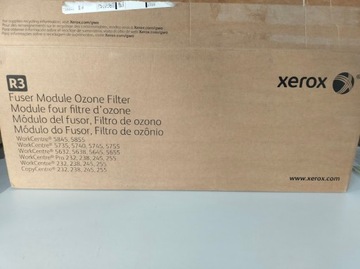 R3
xerox
Fuser Module Ozone Filter
Module four filtre d'ozone
Módulo del fusor, Filtro de ozono
Módulo do Fusor, Filtro de ozônio
WorkCentre® 5845, 5855
WorkCentre® 5735, 5740, 5745, 5755
WorkCentre® 5632, 5638, 5645, 5655
WorkCentre® Pro 232, 238, 245, 255
WorkCentre® 232, 238, 245, 255
CopyCentre® 232, 238, 265, 255
www.xerox.com